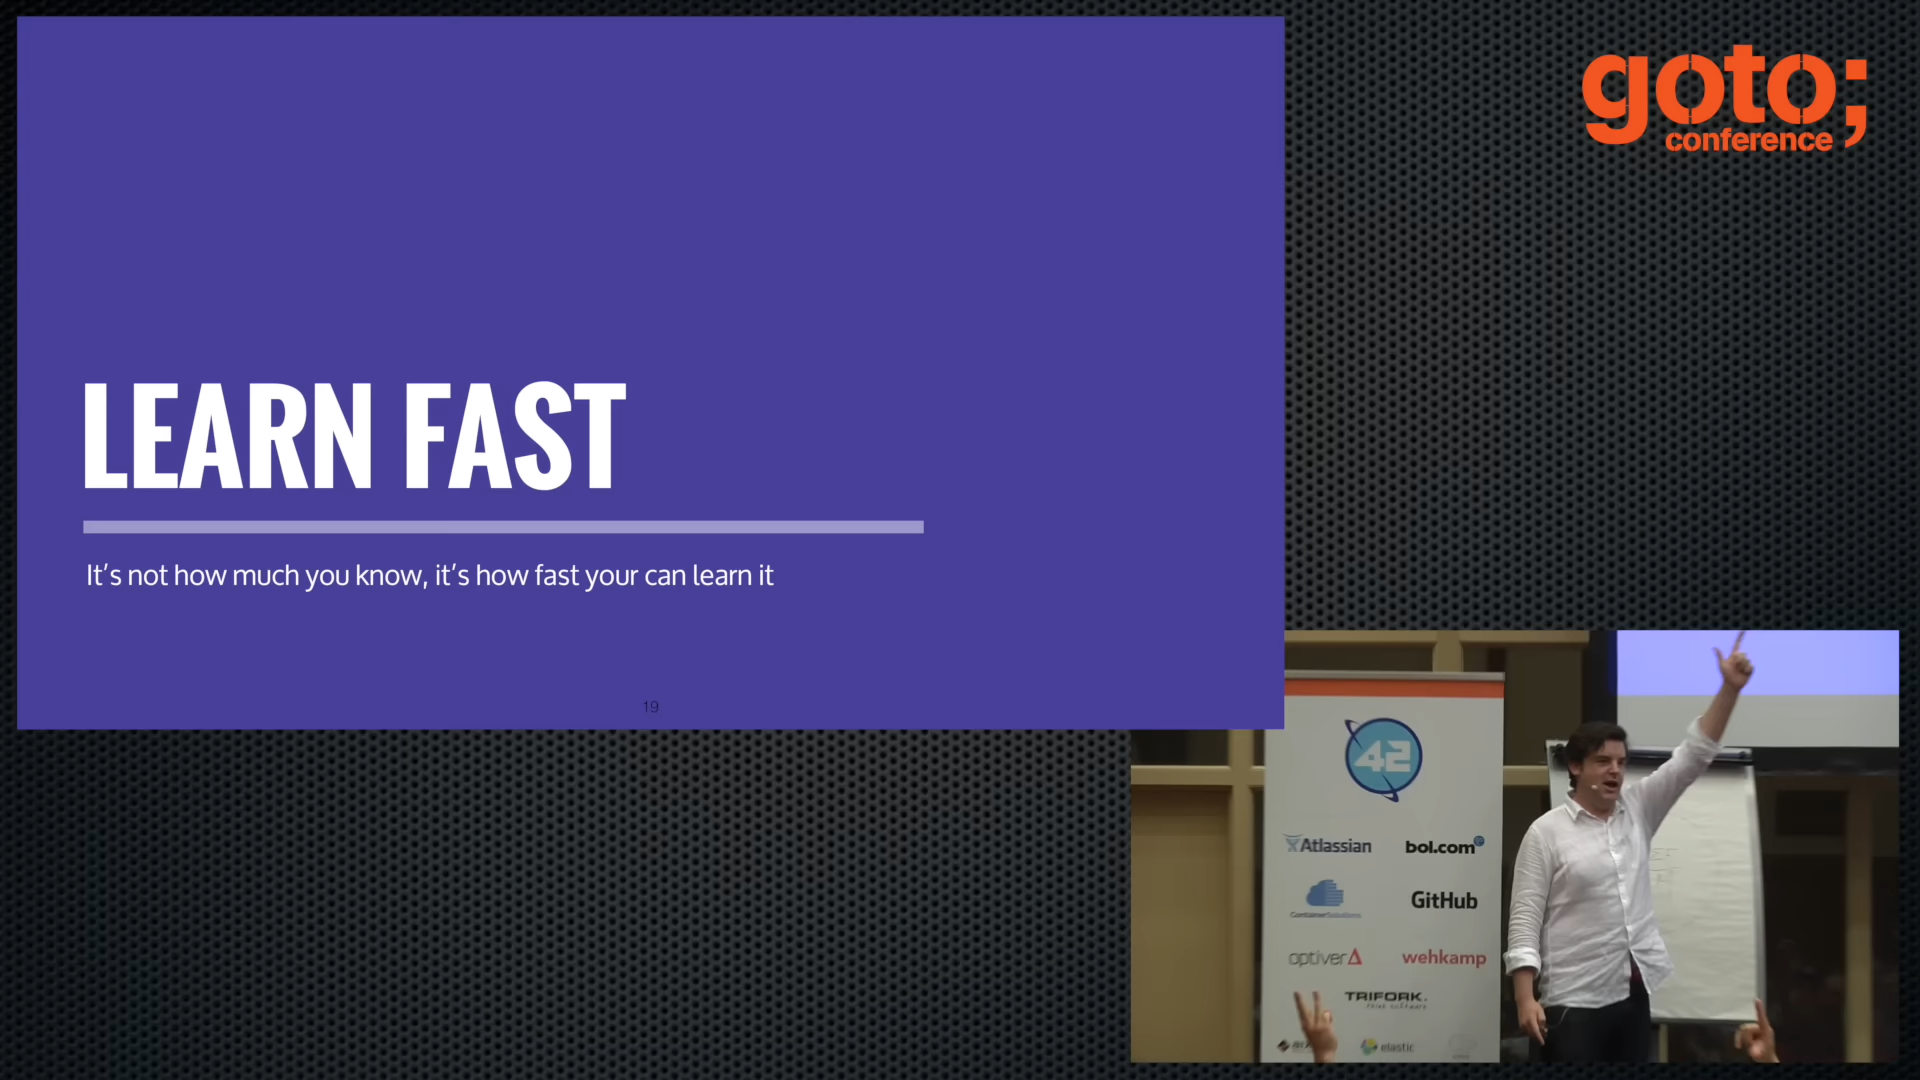 goto;
conference
LEARN FAST
It’s not how much you know, it’s how fast your can learn it
19
42
Atlassian
bol.com
ContainerSolutions
GitHub
optiver
wehkamp
TRIFORK.
elastic